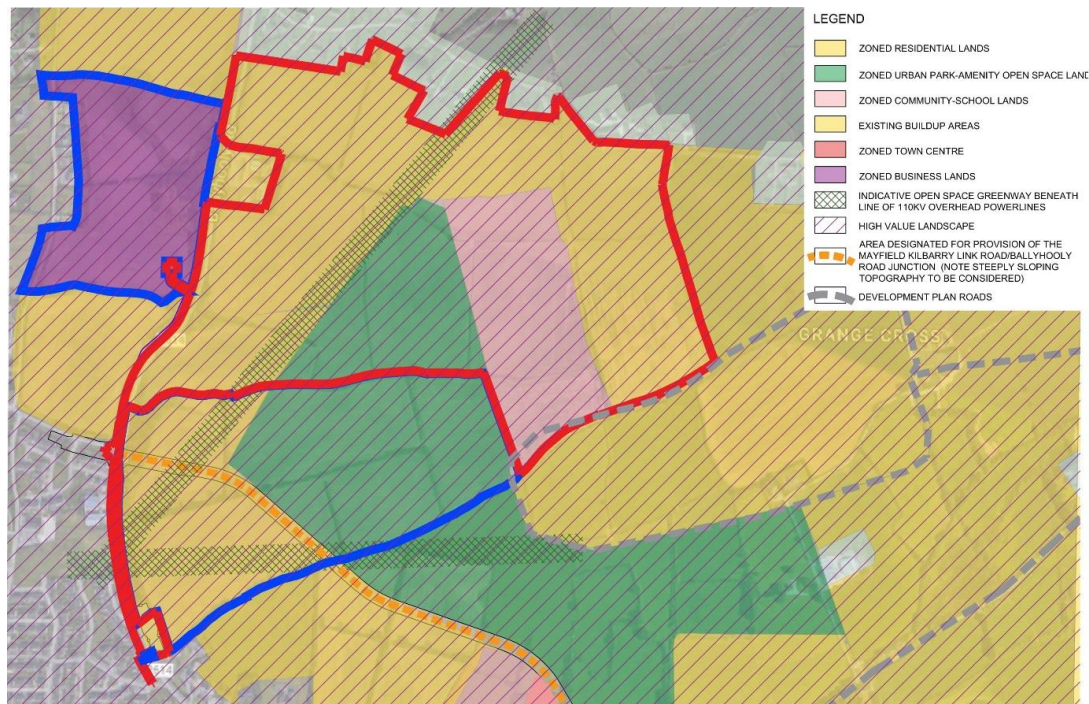 LEGEND
ZONED RESIDENTIAL LANDS
ZONED URBAN PARK-AMENITY OPEN SPACE LAND
ZONED COMMUNITY-SCHOOL LANDS
EXISTING BUILDUP AREAS
ZONED TOWN CENTRE
ZONED BUSINESS LANDS
INDICATIVE OPEN SPACE GREENWAY BENEATH
LINE OF 110KV OVERHEAD POWERLINES
HIGH VALUE LANDSCAPE
AREA DESIGNATED FOR PROVISION OF THE
MAYFIELD KILBARRY LINK ROAD/BALLYHOOLY
ROAD JUNCTION (NOTE STEEPLY SLOPING
TOPOGRAPHY TO BE CONSIDERED)
DEVELOPMENT PLAN ROADS
GRANGE CROSS